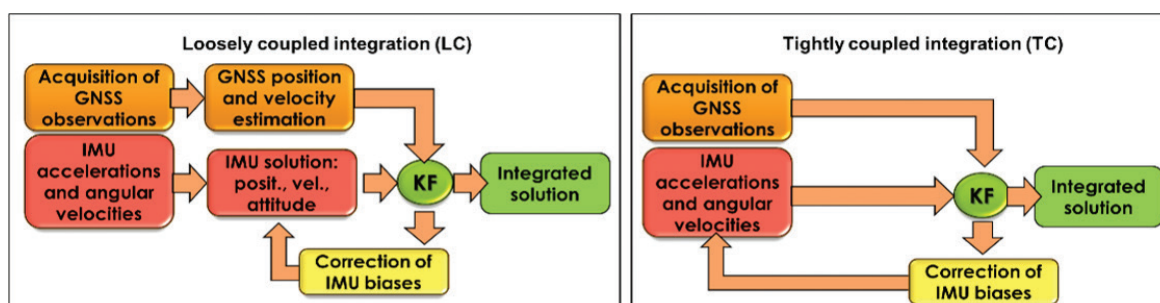 Loosely coupled integration (LC)
Acquisition of
GNSS
observations
GNSS position
and velocity
estimation
IMU
accelerations
and angular
velocities
IMU solution:
posit., vel.,
attitude
KF
Integrated
solution
Correction of
IMU biases
Tightly coupled integration (TC)
Acquisition of
GNSS
observations
IMU
accelerations
and angular
velocities
KF
Integrated
solution
Correction of
IMU biases